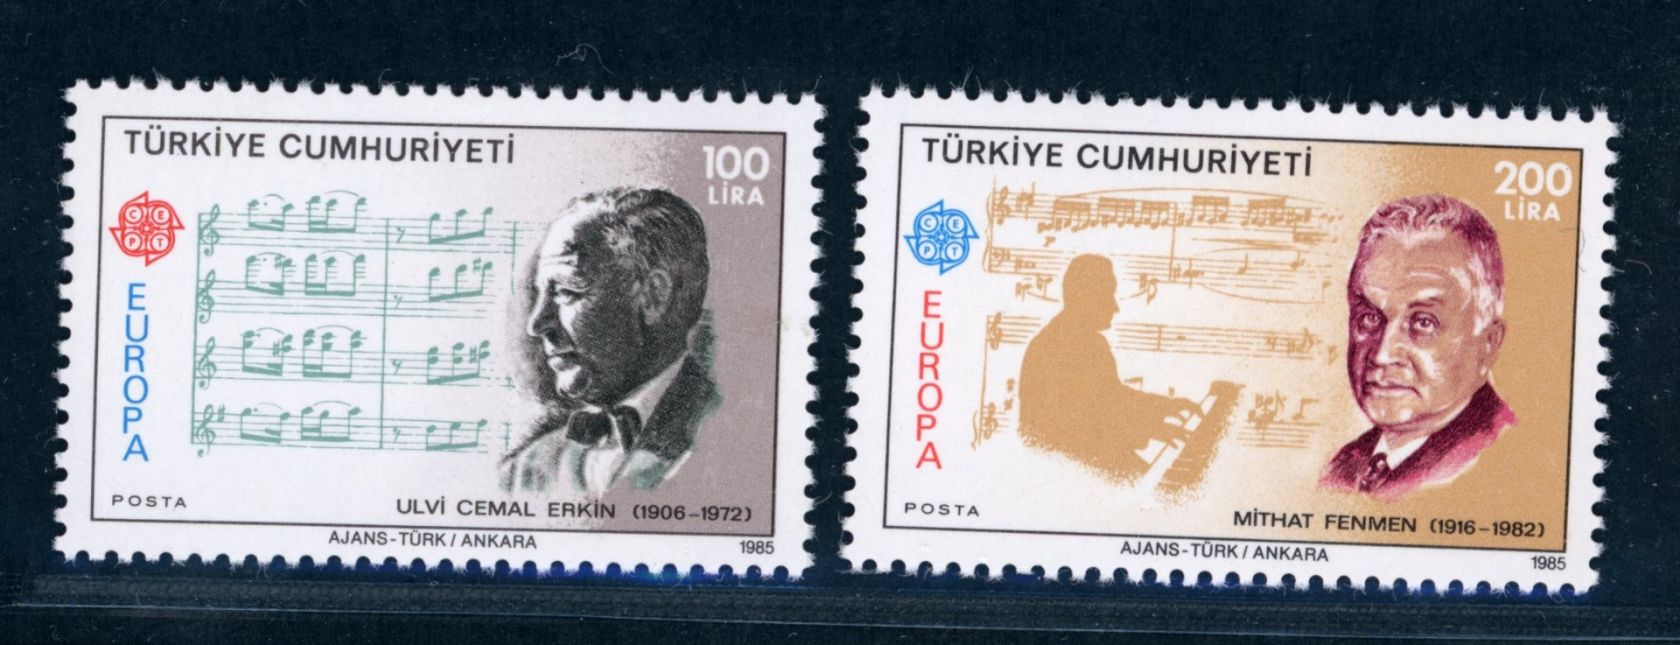 TÜRKİYE CUMHURİYETİ
100
LİRA
CEPT
EUROPA
POSTA
ULVİ CEMAL ERKİN (1906-1972)
AJANS-TÜRK / ANKARA
1985
TÜRKİYE CUMHURİYETİ
200
LİRA
CEPT
EUROPA
POSTA
MİTHAT FENMEN (1916-1982)
AJANS-TÜRK / ANKARA
1985